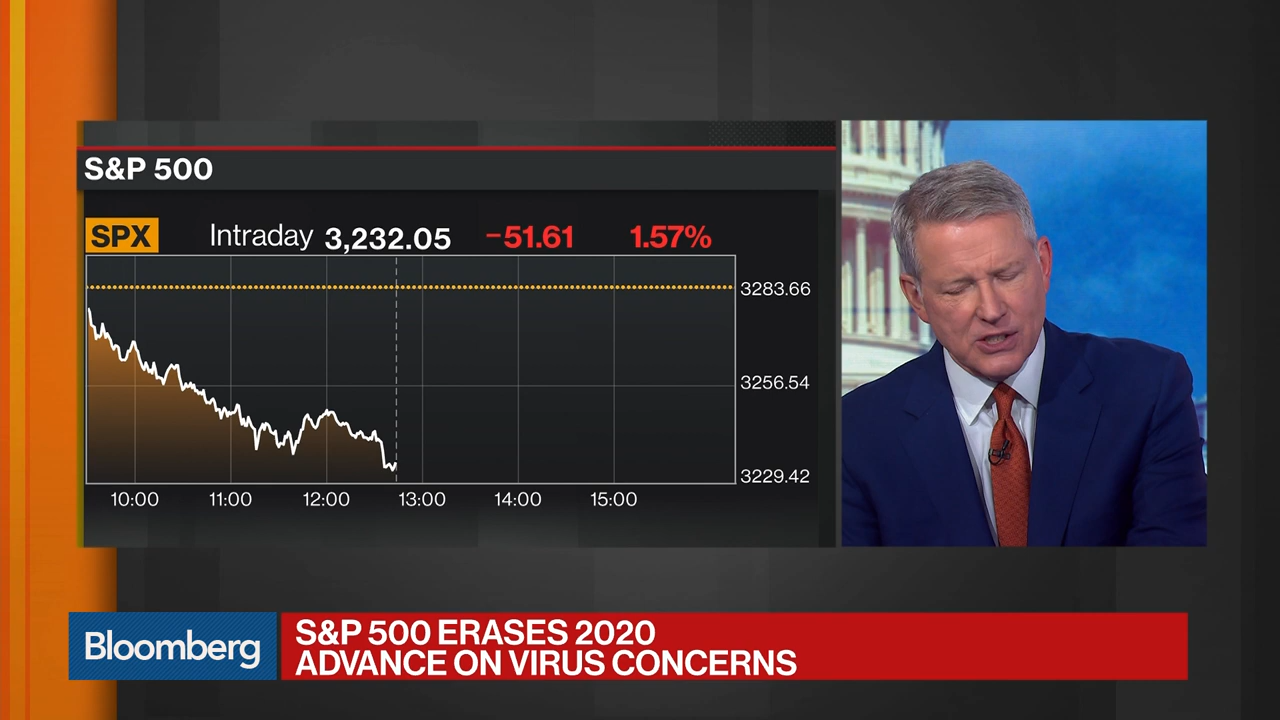 S&P 500
SPX Intraday 3,232.05 -51.61 1.57%
3283.66
3256.54
3229.42
10:00 11:00 12:00 13:00 14:00 15:00
Bloomberg
S&P 500 ERASES 2020
ADVANCE ON VIRUS CONCERNS